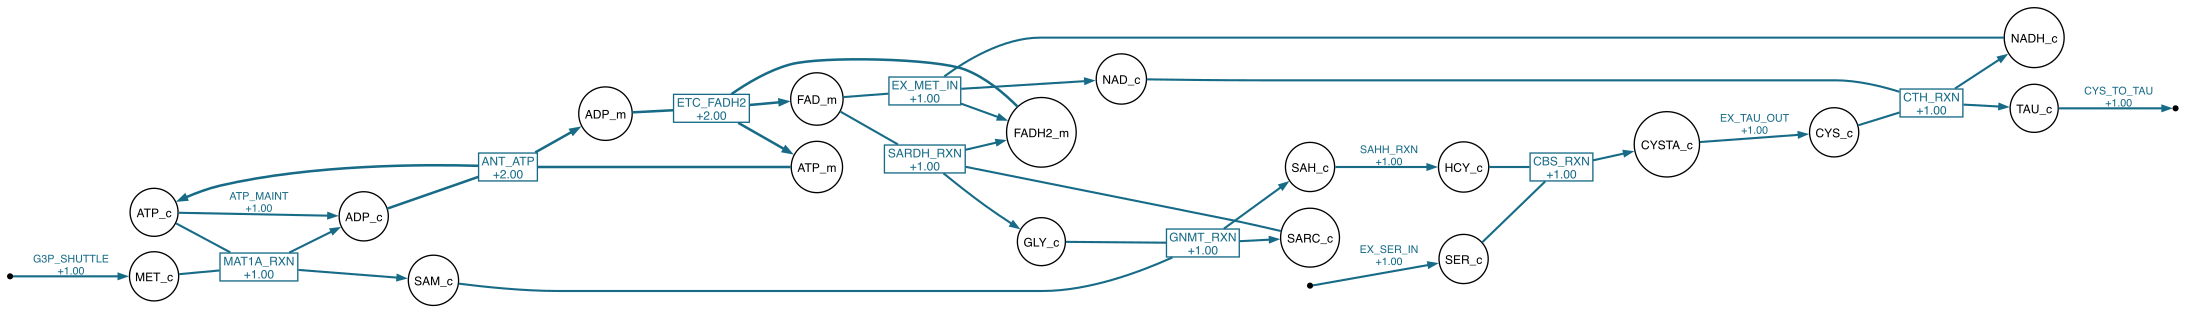 NADH_c
EX_MET_IN
+1.00
NAD_c
CYS_TO_TAU
+1.00
CTH_RXN
+1.00
TAU_c
FAD_m
ETC_FADH2
+2.00
ADP_m
FADH2_m
EX_TAU_OUT
+1.00
CYS_c
CYSTA_c
SARDH_RXN
+1.00
SAHH_RXN
+1.00
ANT_ATP
+2.00
ATP_m
SAH_c
HCY_c
CBS_RXN
+1.00
ATP_MAINT
+1.00
ATP_c
ADP_c
GLY_c
GNMT_RXN
+1.00
SARC_c
EX_SER_IN
+1.00
SER_c
G3P_SHUTTLE
+1.00
MET_c
MAT1A_RXN
+1.00
SAM_c